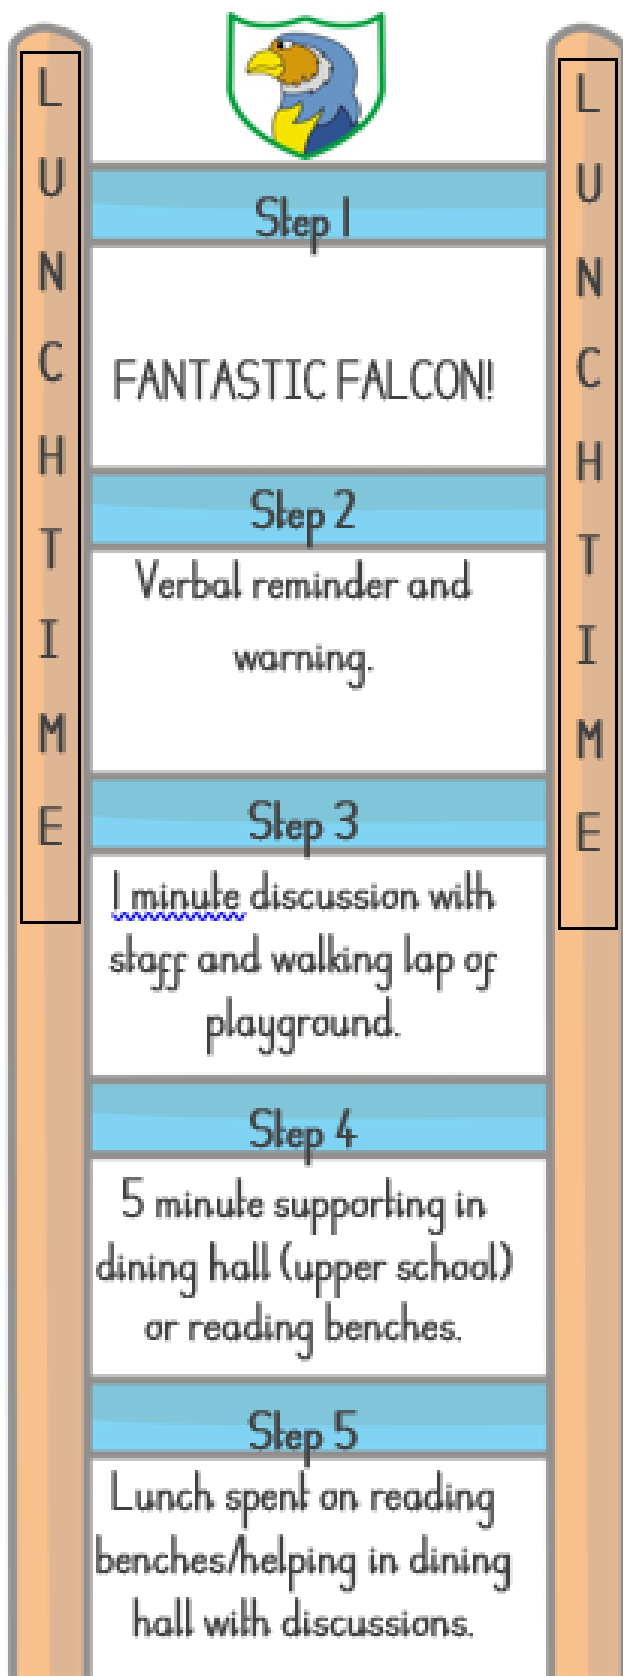 L
U
N
C
H
T
I
M
E
Step 1
FANTASTIC FALCON!
Step 2
Verbal reminder and
warning.
Step 3
1 minute discussion with
staff and walking lap of
playground.
Step 4
5 minute supporting in
dining hall (upper school)
or reading benches.
Step 5
Lunch spent on reading
benches/helping in dining
hall with discussions.
L
U
N
C
H
T
I
M
E